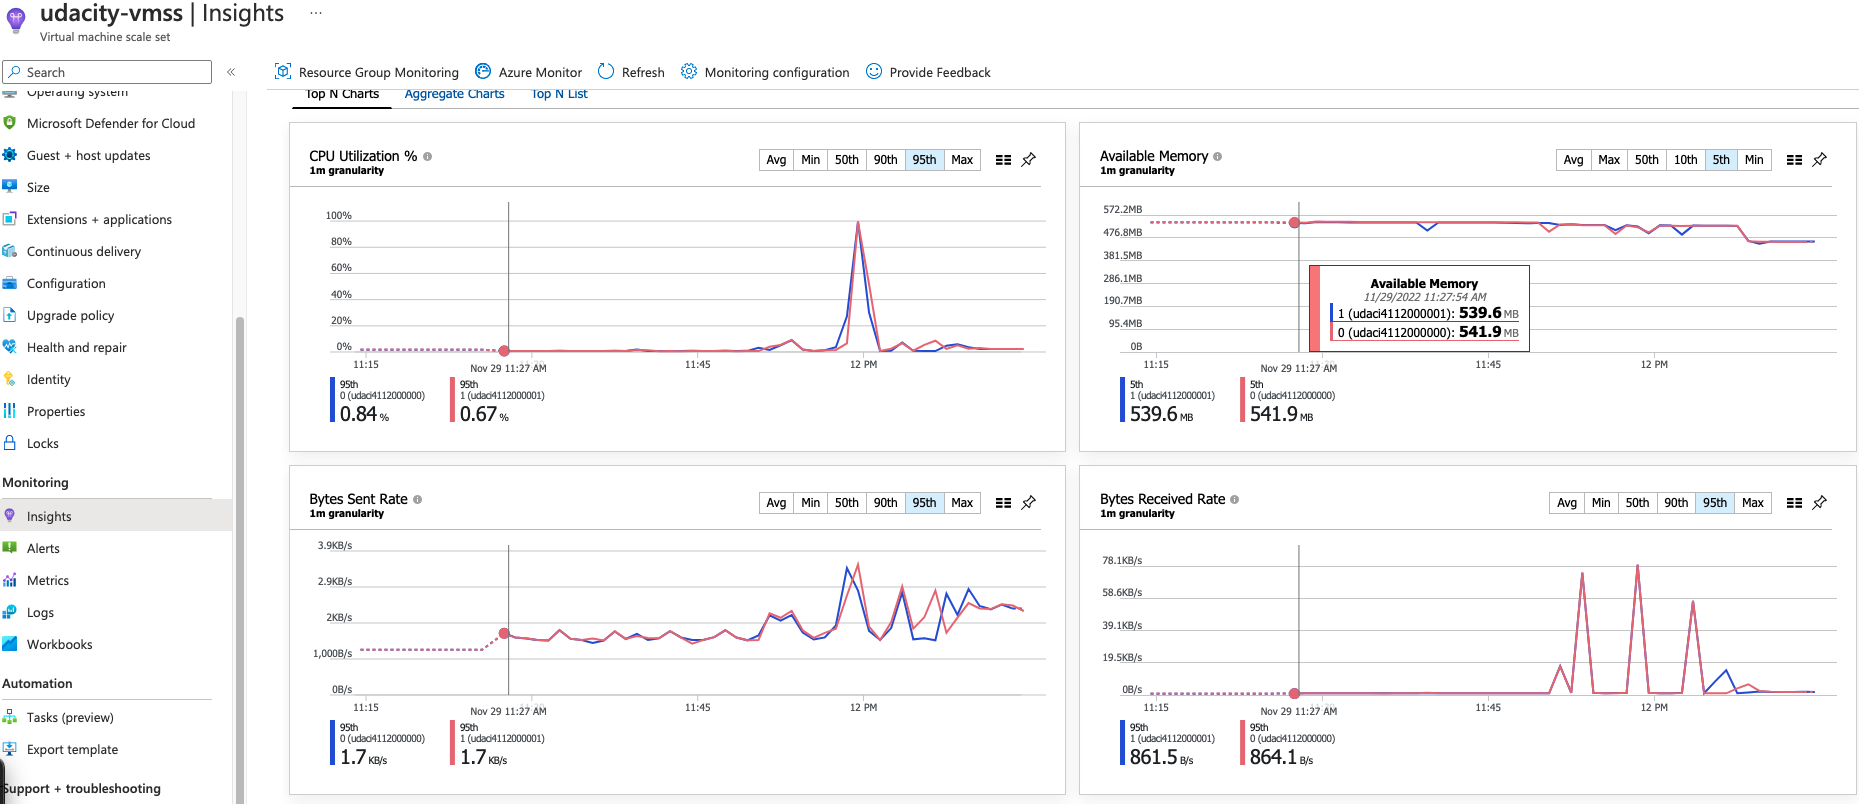 udacity-vmss | Insights ...
Virtual machine scale set
Search «
Operating system
Microsoft Defender for Cloud
Guest + host updates
Size
Extensions + applications
Continuous delivery
Configuration
Upgrade policy
Health and repair
Identity
Properties
Locks
Monitoring
Insights
Alerts
Metrics
Logs
Workbooks
Automation
Tasks (preview)
Export template
Support + troubleshooting
Resource Group Monitoring Azure Monitor Refresh Monitoring configuration Provide Feedback
Top N Charts Aggregate Charts Top N List
CPU Utilization %
1m granularity
Avg Min 50th 90th 95th Max
100%
80%
60%
40%
20%
0%
11:15 Nov 29 11:27 AM 11:45 12 PM
95th
0 (udaci4112000000)
0.84 %
95th
1 (udaci4112000001)
0.67 %
Available Memory
1m granularity
Avg Max 50th 10th 5th Min
572.2MB
476.8MB
381.5MB
286.1MB
190.7MB
95.4MB
0B
Available Memory
11/29/2022 11:27:54 AM
1 (udaci4112000001): 539.6 MB
0 (udaci4112000000): 541.9 MB
11:15 Nov 29 11:27 AM 11:45 12 PM
5th
1 (udaci4112000001)
539.6 MB
5th
0 (udaci4112000000)
541.9 MB
Bytes Sent Rate
1m granularity
Avg Min 50th 90th 95th Max
3.9KB/s
2.9KB/s
2KB/s
1,000B/s
0B/s
11:15 Nov 29 11:27 AM 11:45 12 PM
95th
0 (udaci4112000000)
1.7 KB/s
95th
1 (udaci4112000001)
1.7 KB/s
Bytes Received Rate
1m granularity
Avg Min 50th 90th 95th Max
78.1KB/s
58.6KB/s
39.1KB/s
19.5KB/s
0B/s
11:15 Nov 29 11:27 AM 11:45 12 PM
95th
1 (udaci4112000001)
861.5 B/s
95th
0 (udaci4112000000)
864.1 B/s